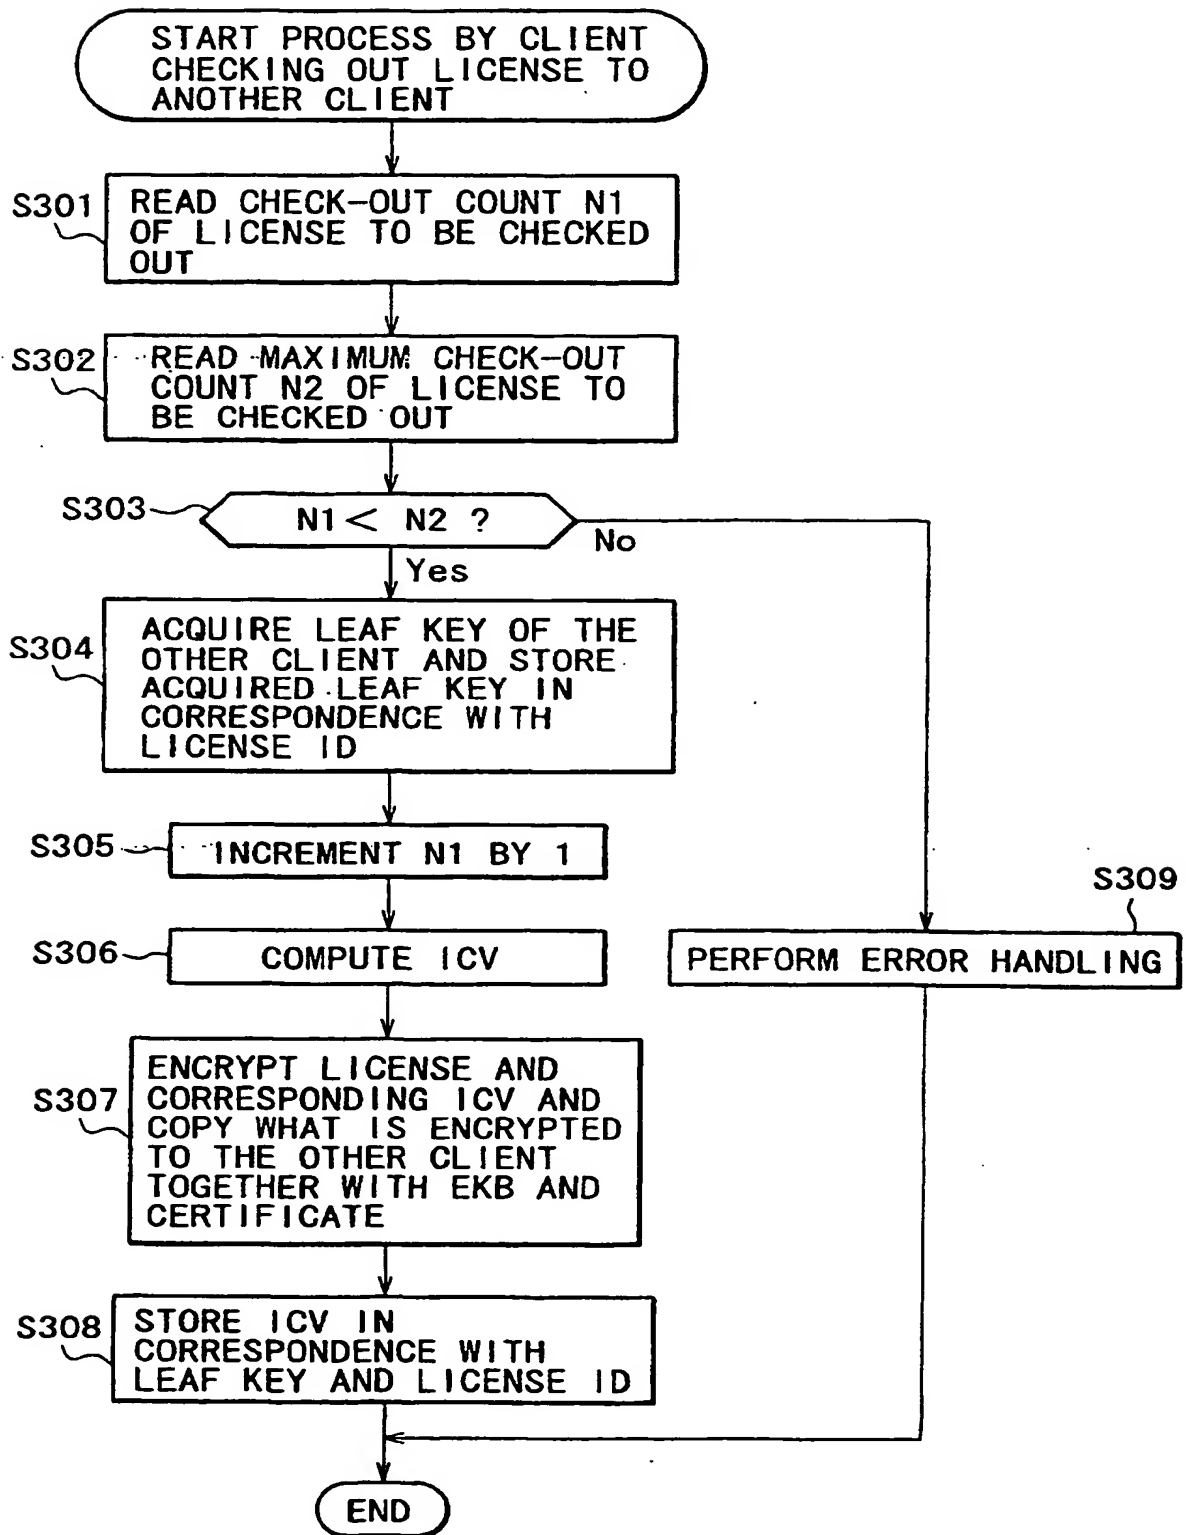 START PROCESS BY CLIENT
CHECKING OUT LICENSE TO
ANOTHER CLIENT
S301
READ CHECK-OUT COUNT N1
OF LICENSE TO BE CHECKED
OUT
S302
READ MAXIMUM CHECK-OUT
COUNT N2 OF LICENSE TO
BE CHECKED OUT
S303
N1 < N2 ?
No
Yes
S304
ACQUIRE LEAF KEY OF THE
OTHER CLIENT AND STORE
ACQUIRED LEAF KEY IN
CORRESPONDENCE WITH
LICENSE ID
S305
INCREMENT N1 BY 1
S309
S306
COMPUTE ICV
PERFORM ERROR HANDLING
S307
ENCRYPT LICENSE AND
CORRESPONDING ICV AND
COPY WHAT IS ENCRYPTED
TO THE OTHER CLIENT
TOGETHER WITH EKB AND
CERTIFICATE
S308
STORE ICV IN
CORRESPONDENCE WITH
LEAF KEY AND LICENSE ID
END